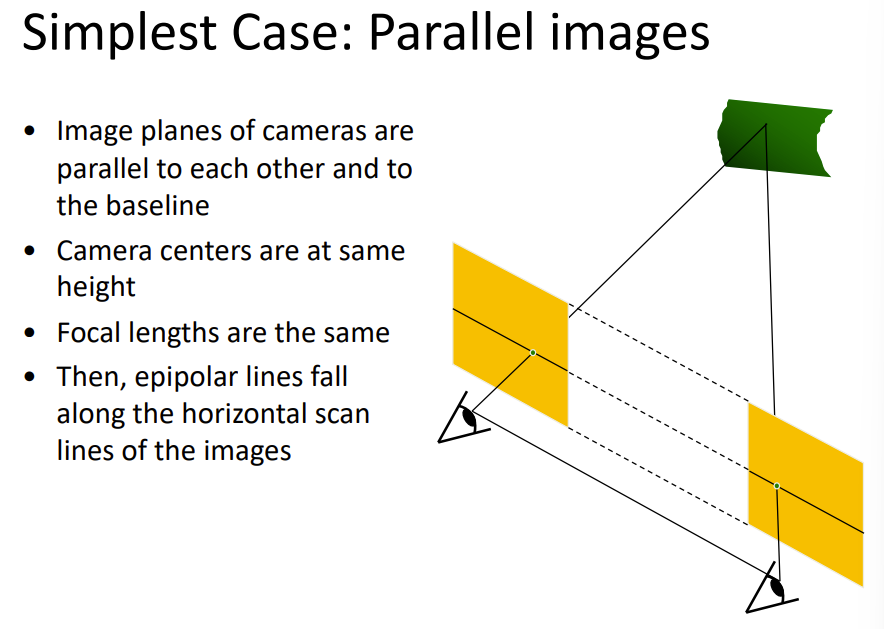 Simplest Case: Parallel images
• Image planes of cameras are
parallel to each other and to
the baseline
• Camera centers are at same
height
• Focal lengths are the same
• Then, epipolar lines fall
along the horizontal scan
lines of the images